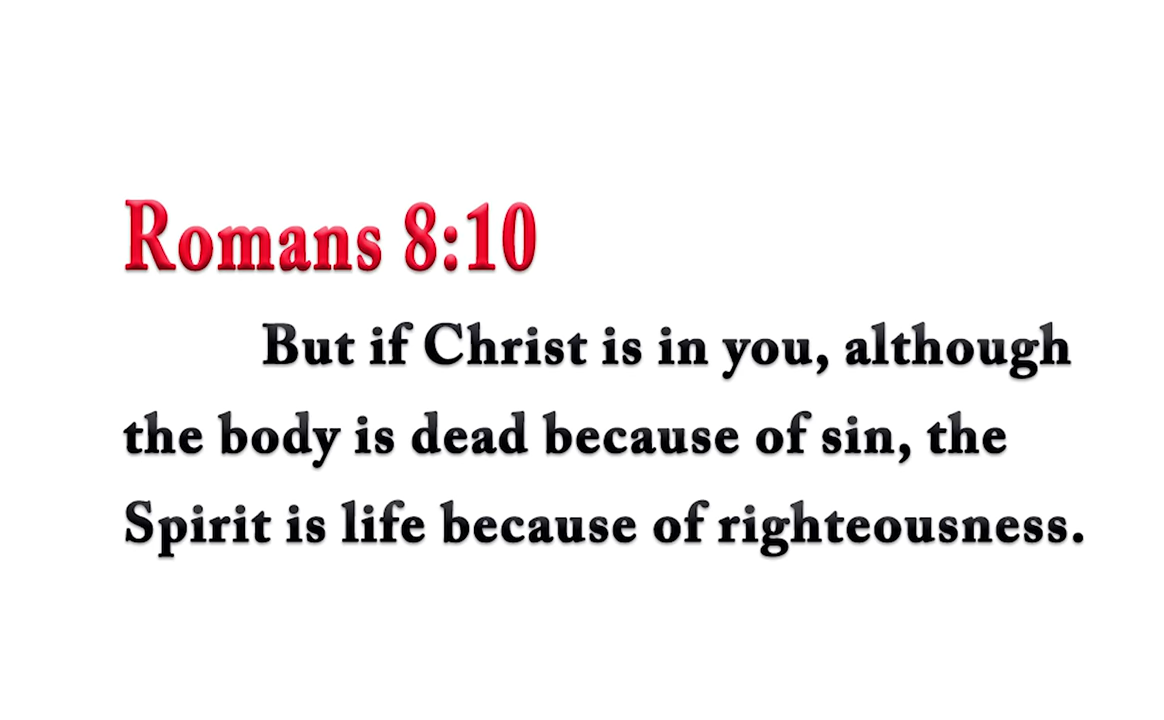 Romans 8:10
But if Christ is in you, although
the body is dead because of sin, the
Spirit is life because of righteousness.